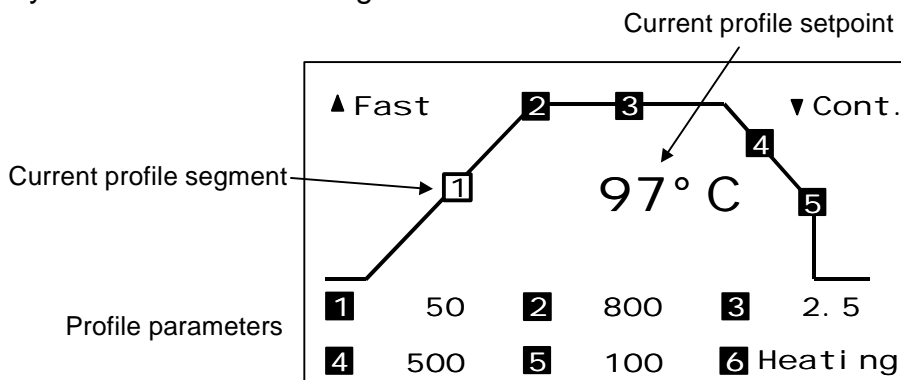 Current profile setpoint
▲ Fast 2 3 ▼ Cont.
4
Current profile segment 1 97° C 5
1 50 2 800 3 2.5
Profile parameters
4 500 5 100 6 Heating